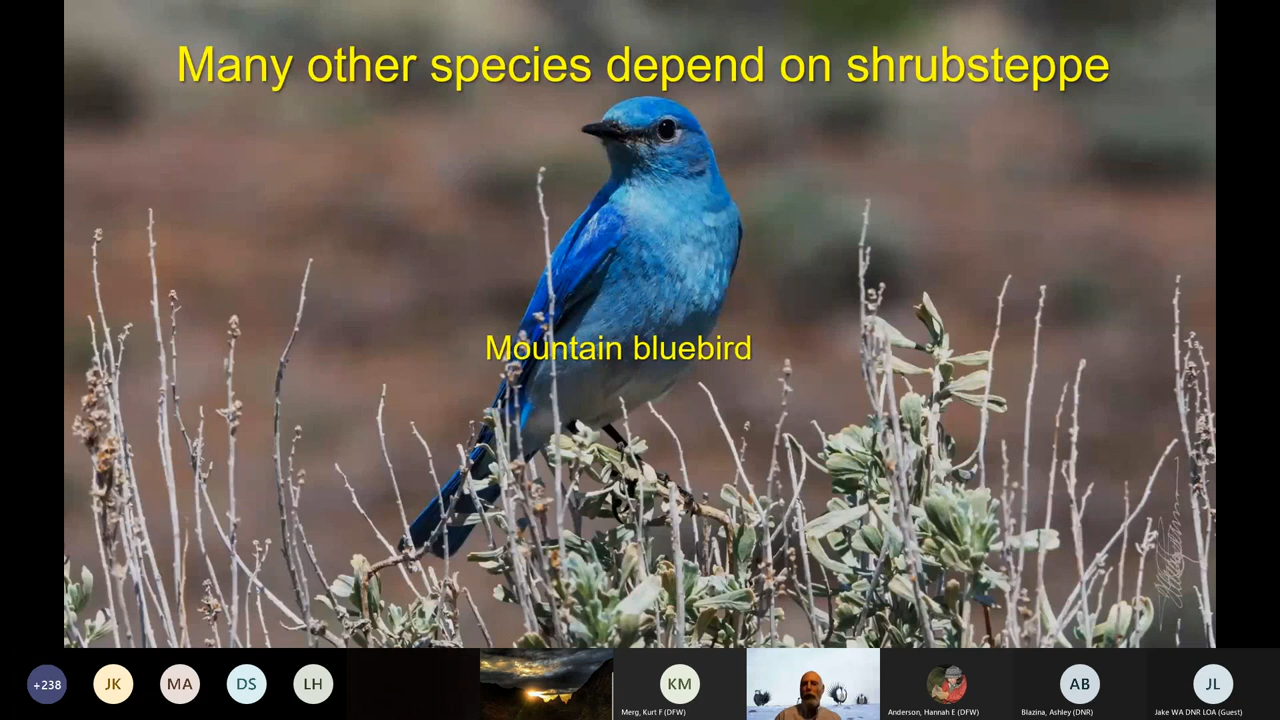 Many other species depend on shrubsteppe
Mountain bluebird
+238
JK
MA
DS
LH
KM
AB
JL
Merg, Kurt F (DFW)
Anderson, Hannah E (DFW)
Blazina, Ashley (DNR)
Jake WA DNR LOA (Guest)